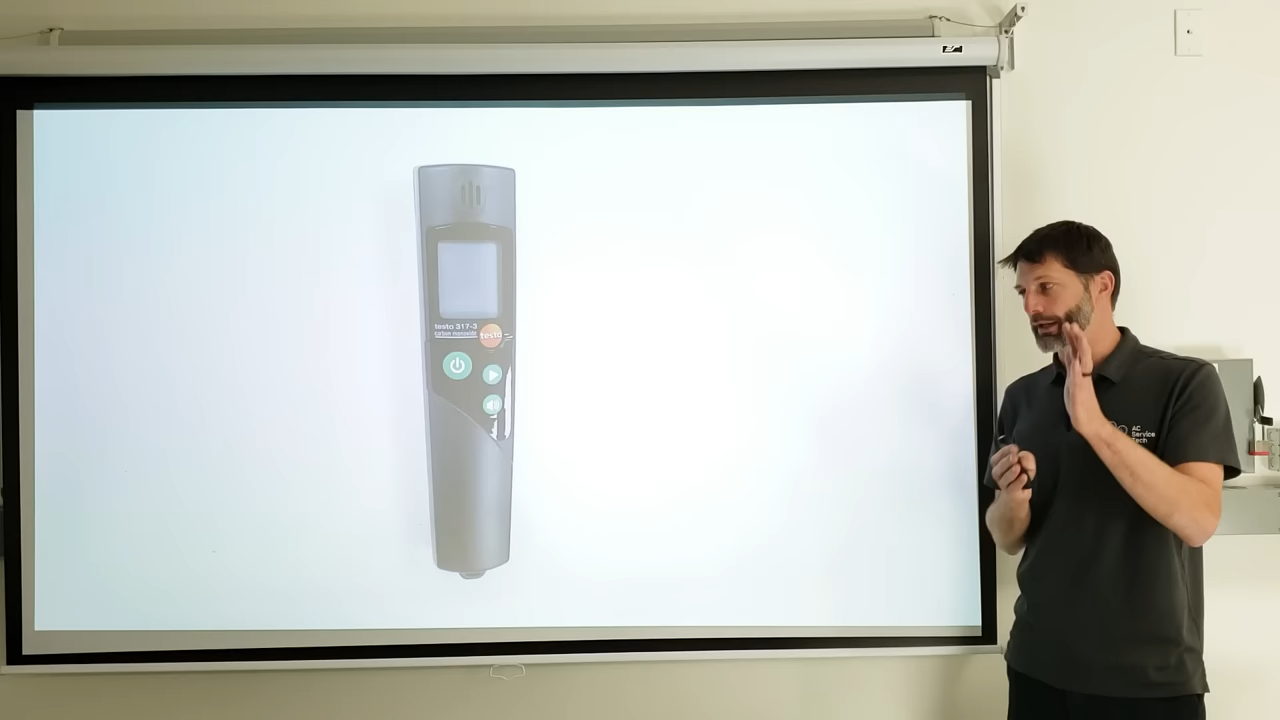 testo 317-3
carbon monoxide
testo
AC
Service
Tech